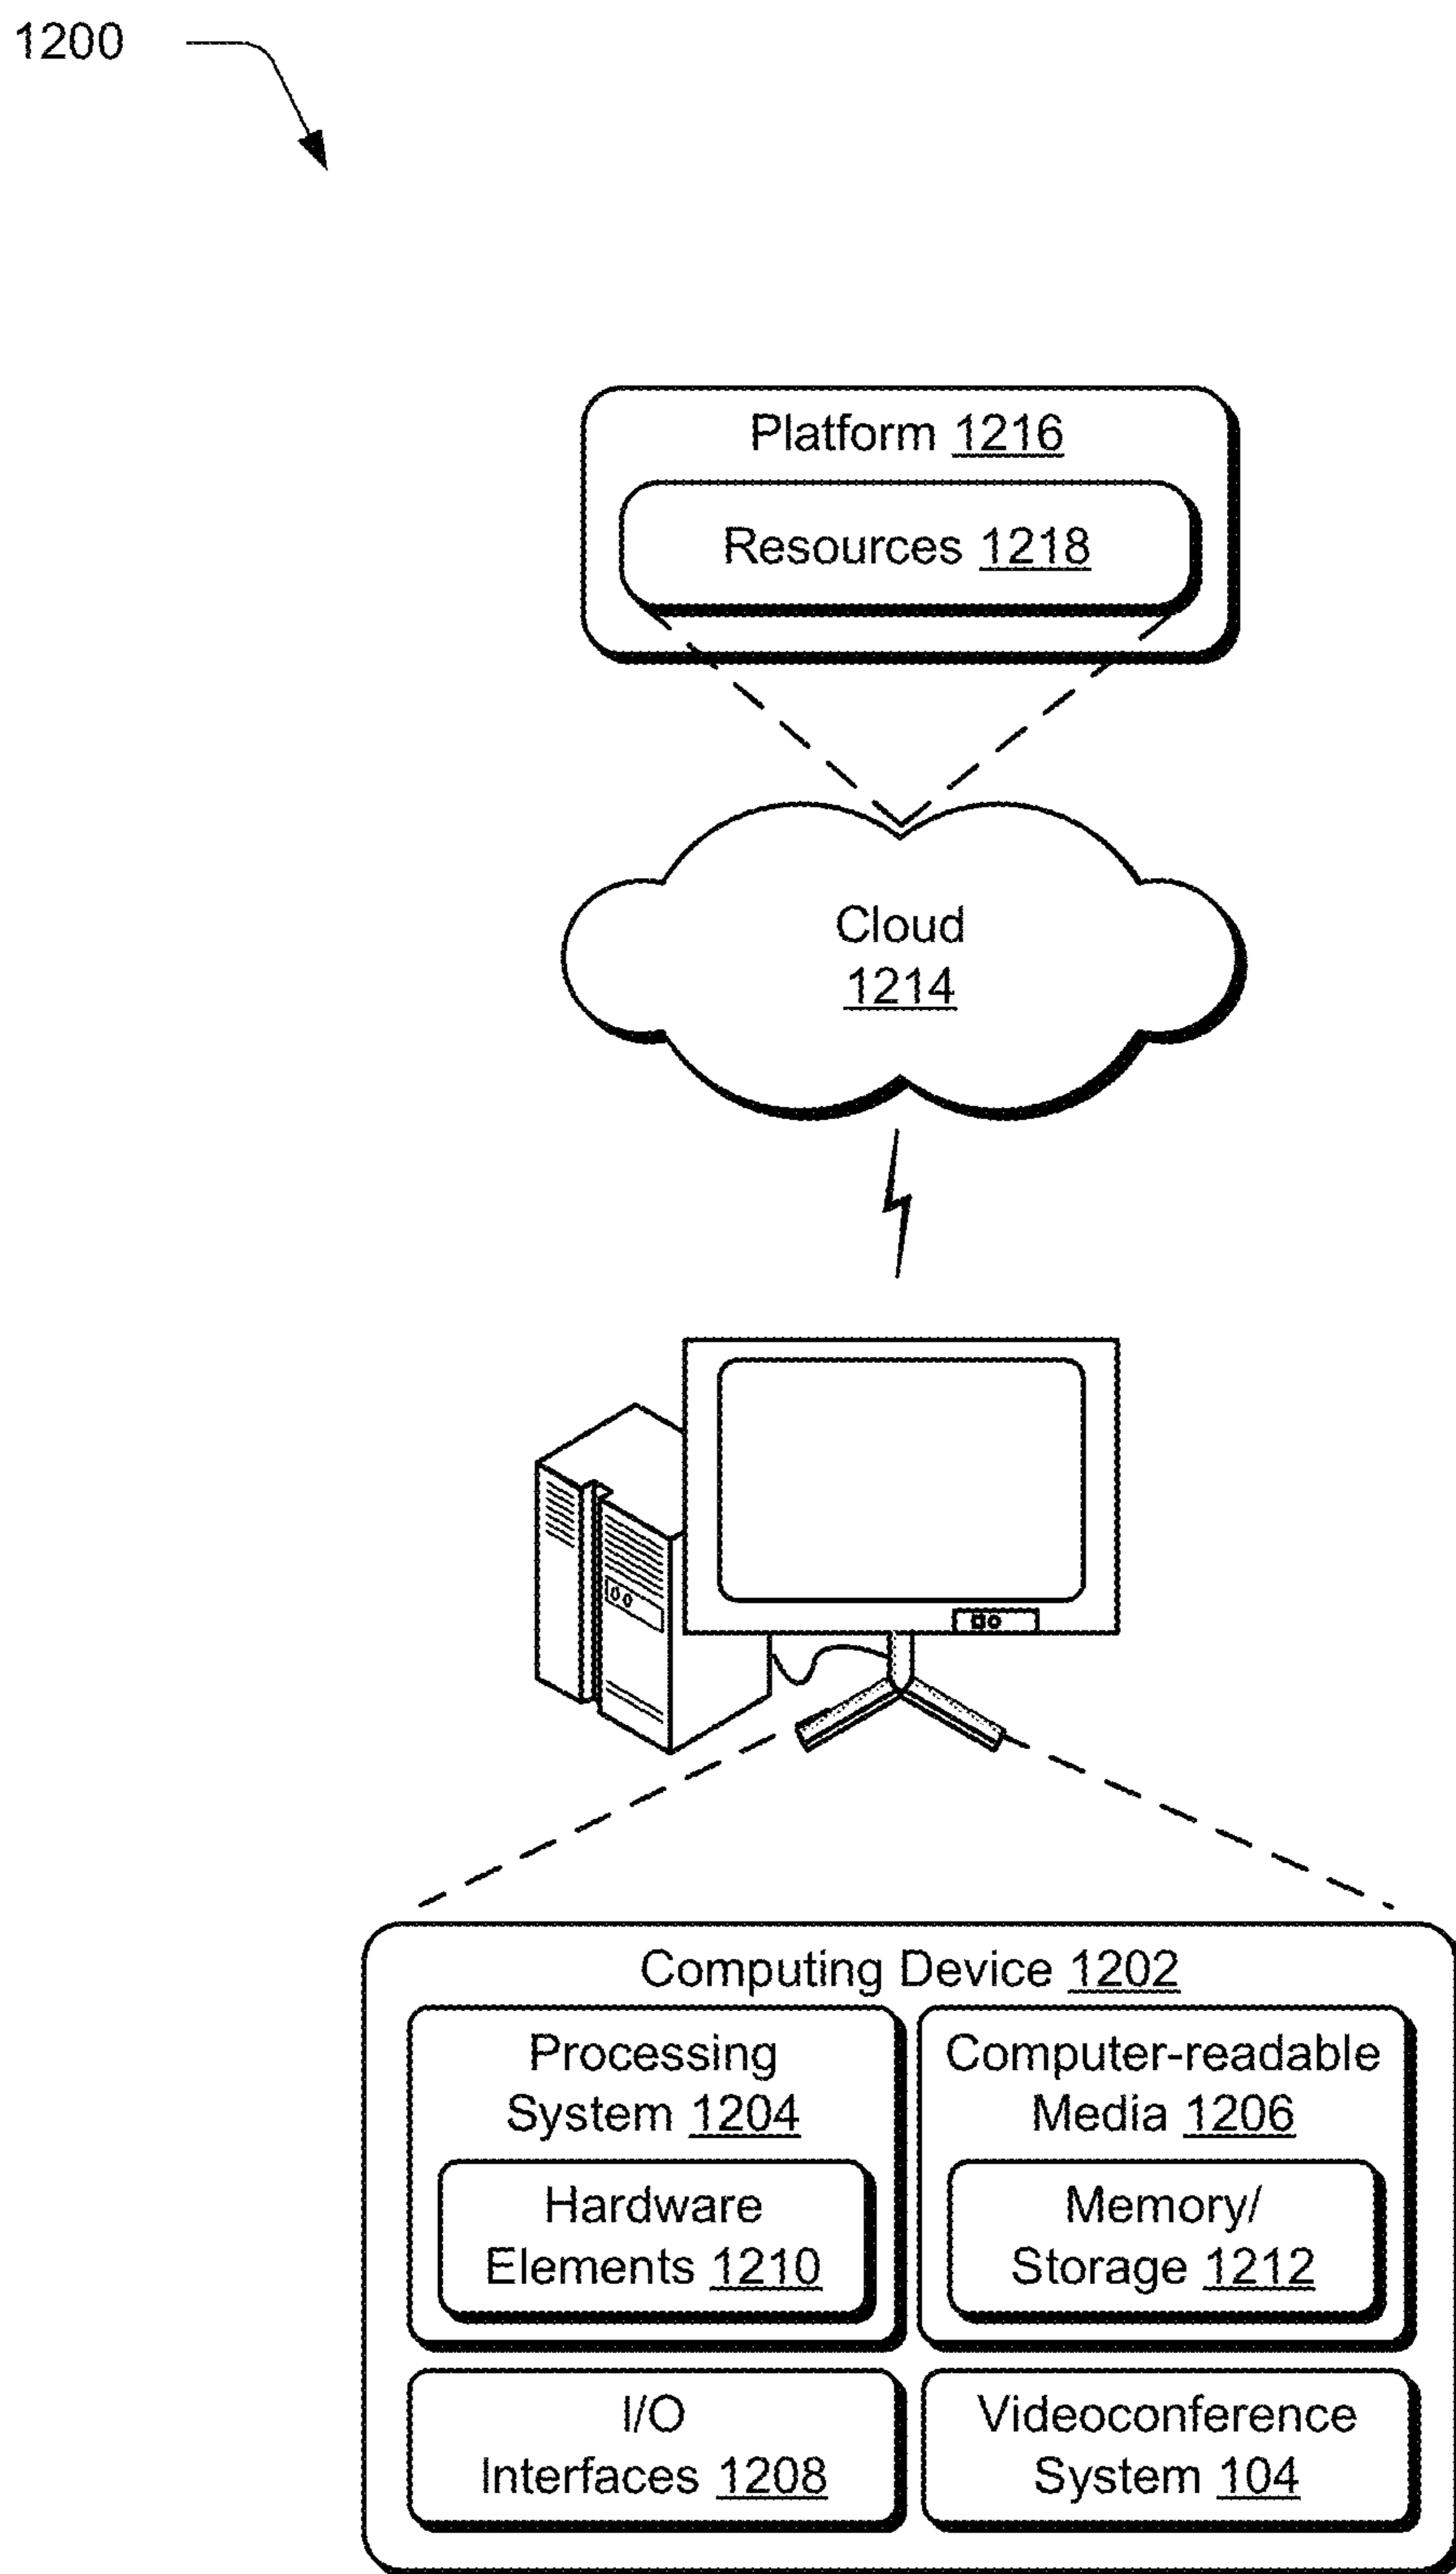 1200
Platform 1216
Resources 1218
Cloud
1214
Computing Device 1202
Processing
System 1204
Hardware
Elements 1210
Computer-readable
Media 1206
Memory/
Storage 1212
I/O
Interfaces 1208
Videoconference
System 104